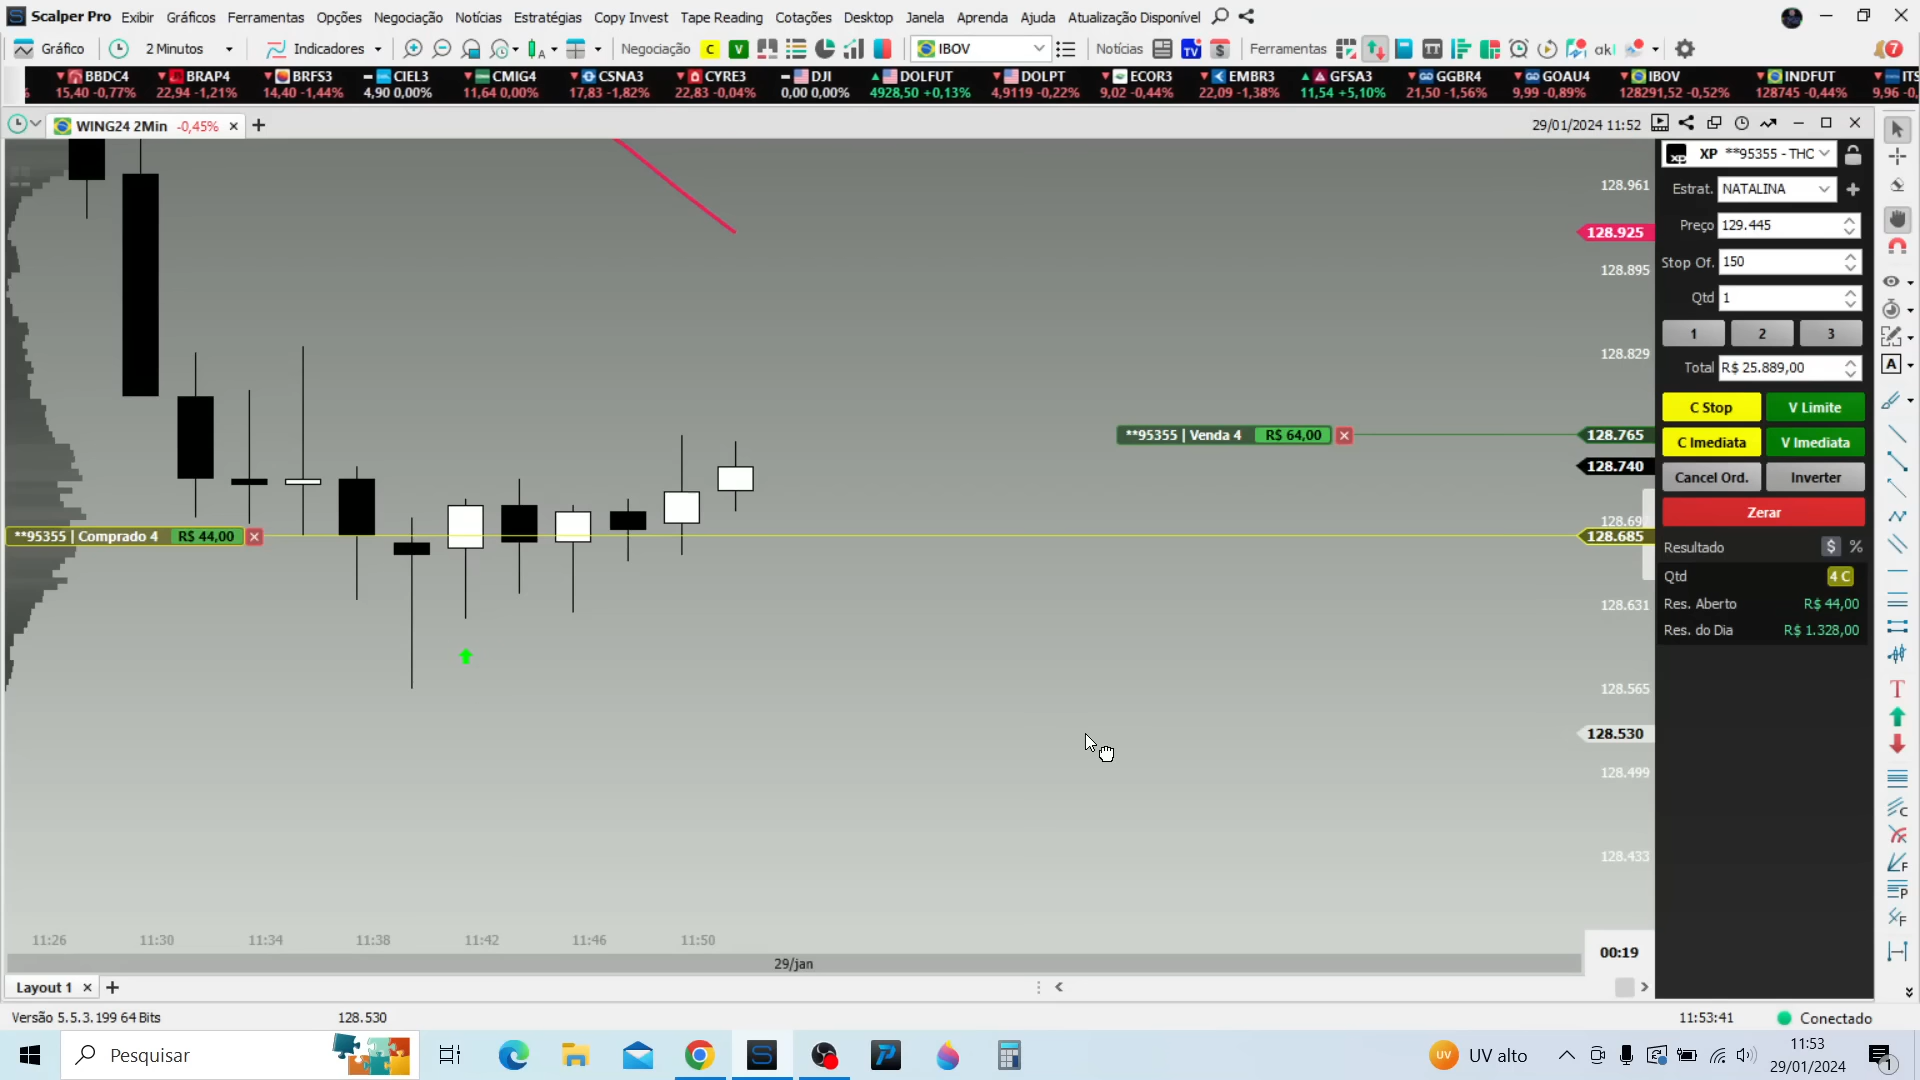 Scalper Pro Exibir Gráficos Ferramentas Opções Negociação Notícias Estratégias Copy Invest Tape Reading Cotações Desktop Janela Aprenda Ajuda Atualização Disponível
Gráfico 2 Minutos Indicadores Negociação C V IBOV Notícias TV $ Ferramentas TT akl 7
BBDC4 BRAP4 BRFS3 CIEL3 CMIG4 CSNA3 CYRE3 DJI DOLFUT DOLPT ECOR3 EMBR3 GFSA3 GGBR4 GOAU4 IBOV INDFUT ITS
15,40 -0,77% 22,94 -1,21% 14,40 -1,44% 4,90 0,00% 11,64 0,00% 17,83 -1,82% 22,83 -0,04% 0,00 0,00% 4928,50 +0,13% 4,9119 -0,22% 9,02 -0,44% 22,09 -1,38% 11,54 +5,10% 21,50 -1,56% 9,99 -0,89% 128291,52 -0,52% 128745 -0,44% 9,96 -0,
WING24 2Min -0,45% 29/01/2024 11:52
XP **95355 - THC
128.961
Estrat. NATALINA
128.925
Preço 129.445
128.895
Stop Of. 150
Qtd 1
1 2 3
128.829
Total R$ 25.889,00
C Stop V Limite
**95355 | Venda 4 R$ 64,00 128.765
C Imediata V Imediata
128.740
Cancel Ord. Inverter
Zerar
128.69
**95355 | Comprado 4 R$ 44,00 128.685
Resultado $ %
Qtd 4 C
128.631
Res. Aberto R$ 44,00
Res. do Dia R$ 1.328,00
128.565
128.530
128.499
128.433
11:26 11:30 11:34 11:38 11:42 11:46 11:50
00:19
29/jan
Layout 1
Versão 5.5.3.199 64 Bits 128.530 11:53:41 Conectado
Pesquisar UV UV alto 11:53
29/01/2024 1